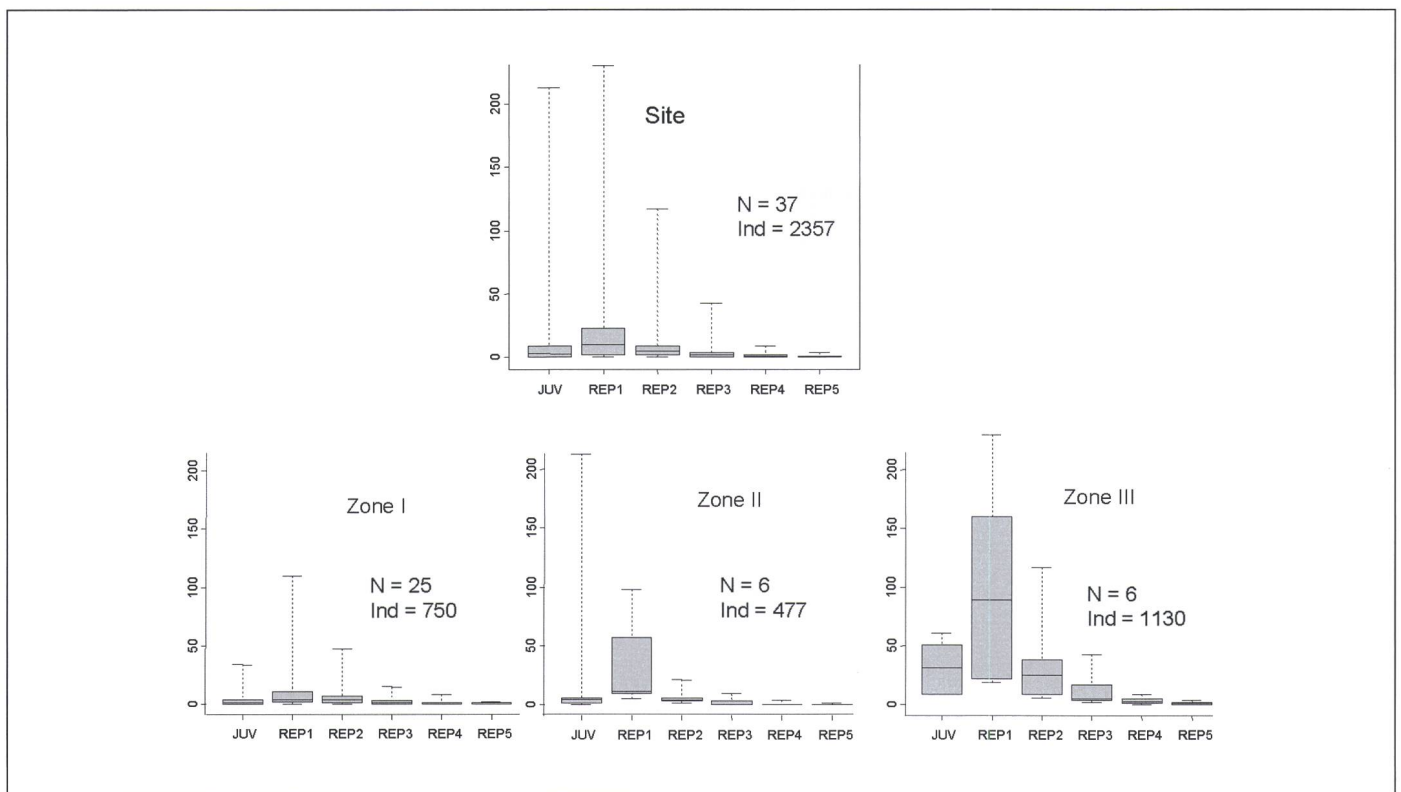 200
150
100
50
0
Site
N = 37
Ind = 2357
JUV REP1 REP2 REP3 REP4 REP5
200
150
100
50
0
Zone I
N = 25
Ind = 750
JUV REP1 REP2 REP3 REP4 REP5
200
150
100
50
0
Zone II
N = 6
Ind = 477
JUV REP1 REP2 REP3 REP4 REP5
200
150
100
50
0
Zone III
N = 6
Ind = 1130
JUV REP1 REP2 REP3 REP4 REP5